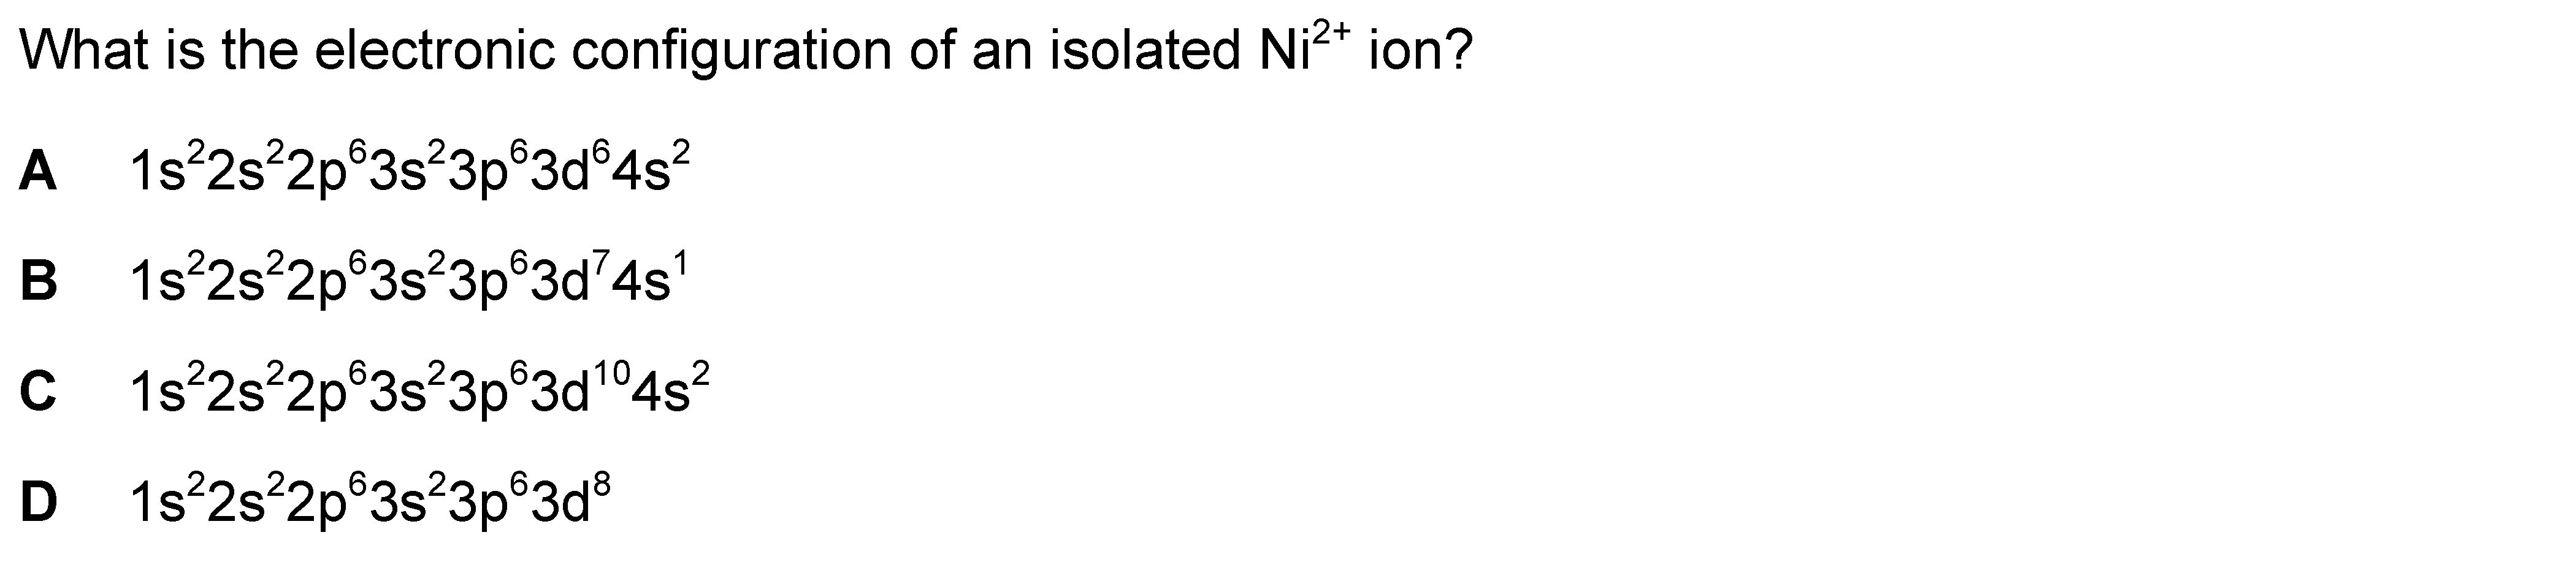 What is the electronic configuration of an isolated Ni²⁺ ion?
A 1s²2s²2p⁶3s²3p⁶3d⁶4s²
B 1s²2s²2p⁶3s²3p⁶3d⁷4s¹
C 1s²2s²2p⁶3s²3p⁶3d¹⁰4s²
D 1s²2s²2p⁶3s²3p⁶3d⁸